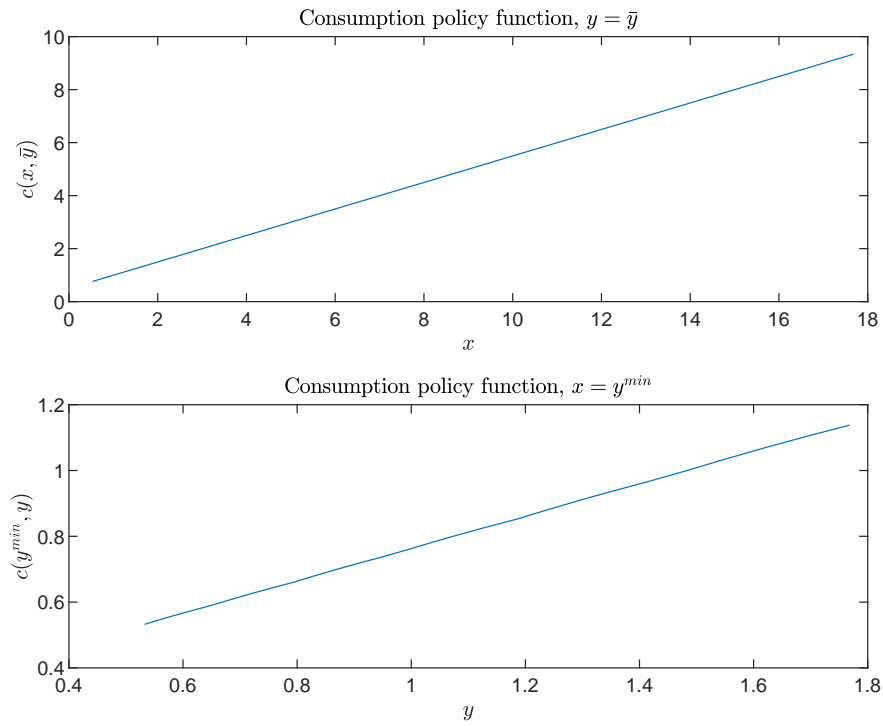 Consumption policy function, $y = \bar{y}$
10
8
6
4
2
0
$c(x, \bar{y})$
0 2 4 6 8 10 12 14 16 18
$x$
Consumption policy function, $x = y^{min}$
1.2
1
0.8
0.6
0.4
$c(y^{min}, y)$
0.4 0.6 0.8 1 1.2 1.4 1.6 1.8
$y$